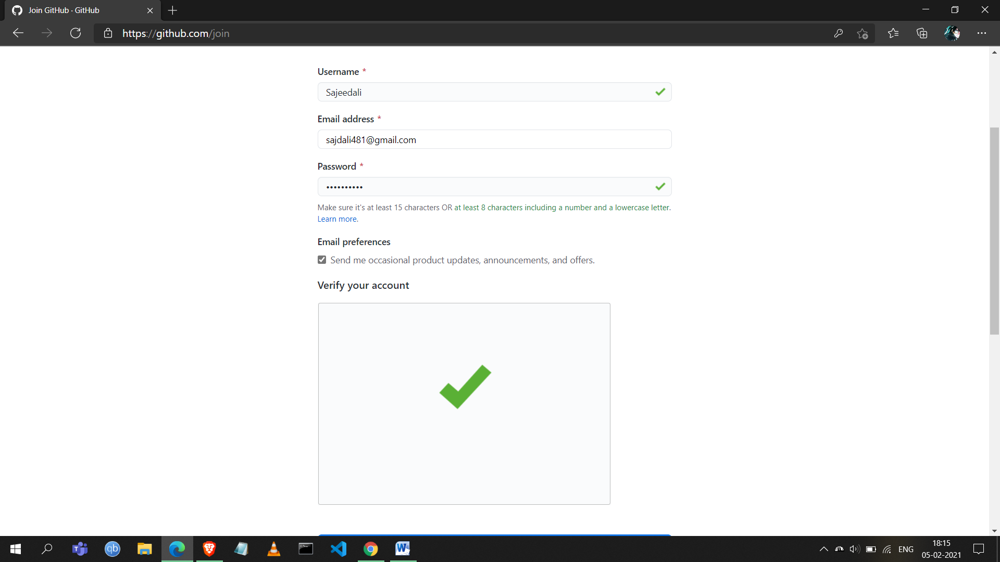 Join GitHub · GitHub
https://github.com/join
Username *
Sajeedali
Email address *
sajdali481@gmail.com
Password *
••••••••••
Make sure it's at least 15 characters OR at least 8 characters including a number and a lowercase letter.
Learn more.
Email preferences
Send me occasional product updates, announcements, and offers.
Verify your account
T
qb
W
ENG
18:15
05-02-2021